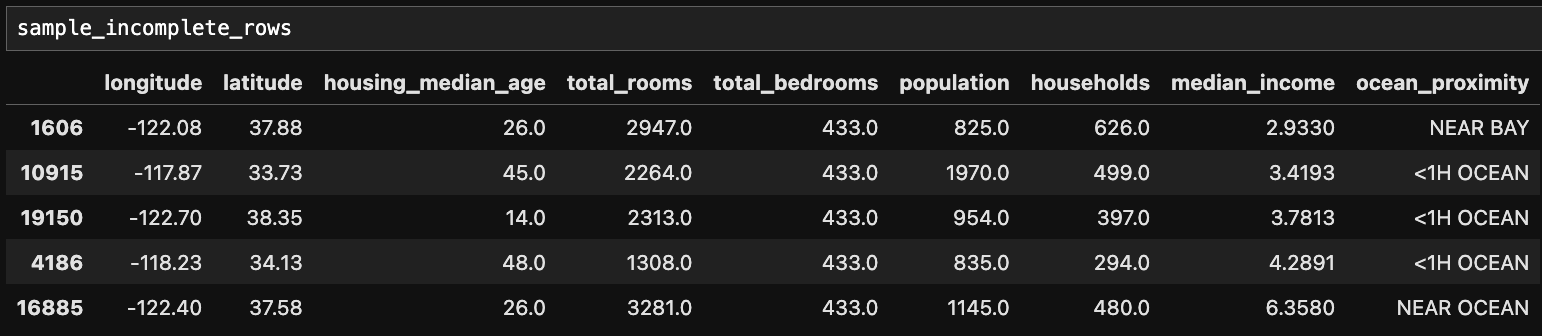 sample_incomplete_rows
longitude latitude housing_median_age total_rooms total_bedrooms population households median_income ocean_proximity
1606 -122.08 37.88 26.0 2947.0 433.0 825.0 626.0 2.9330 NEAR BAY
10915 -117.87 33.73 45.0 2264.0 433.0 1970.0 499.0 3.4193 <1H OCEAN
19150 -122.70 38.35 14.0 2313.0 433.0 954.0 397.0 3.7813 <1H OCEAN
4186 -118.23 34.13 48.0 1308.0 433.0 835.0 294.0 4.2891 <1H OCEAN
16885 -122.40 37.58 26.0 3281.0 433.0 1145.0 480.0 6.3580 NEAR OCEAN